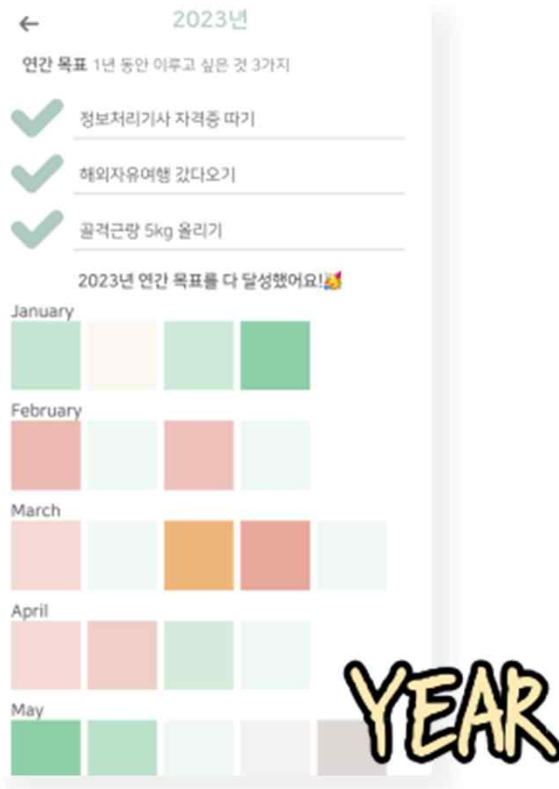 2023년
연간 목표 1년 동안 이루고 싶은 것 3가지
정보처리기사 자격증 따기
해외자유여행 갔다오기
골격근량 5kg 올리기
2023년 연간 목표를 다 달성했어요!🥳
January
February
March
April
May
YEAR